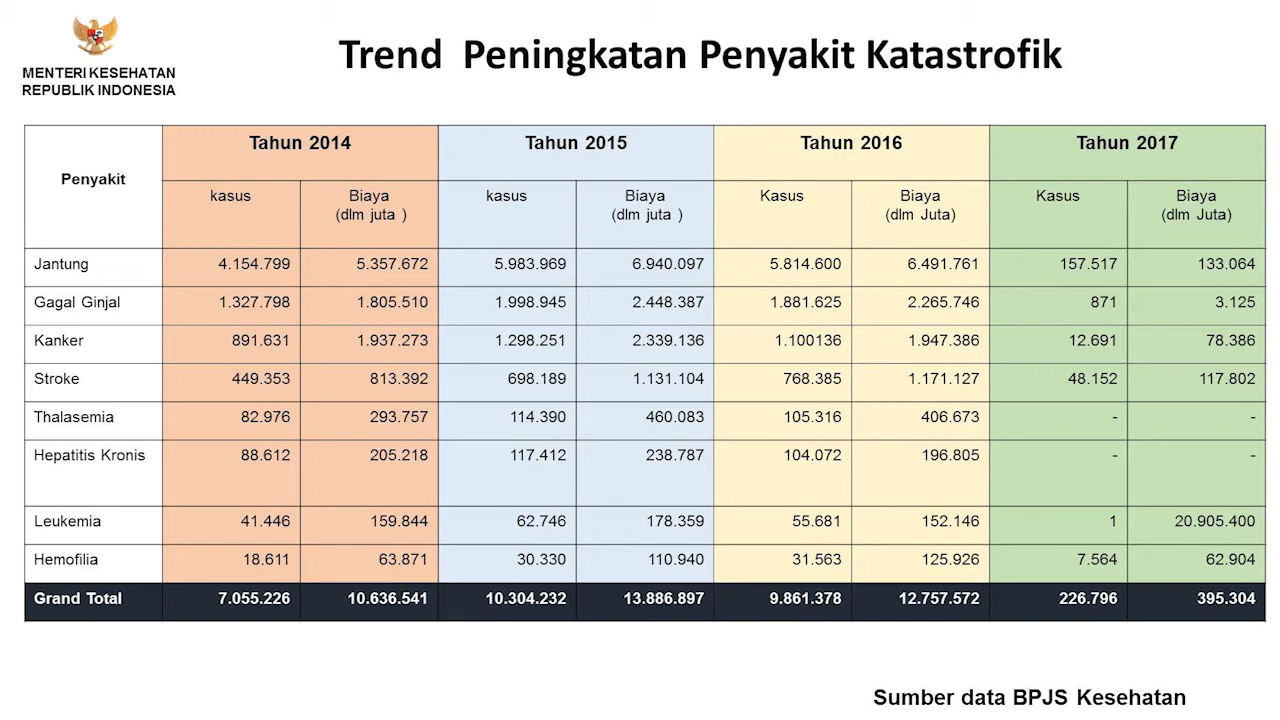 MENTERI KESEHATAN
REPUBLIK INDONESIA
Trend Peningkatan Penyakit Katastrofik
Penyakit Tahun 2014 Tahun 2015 Tahun 2016 Tahun 2017
kasus Biaya (dlm juta ) kasus Biaya (dlm juta ) Kasus Biaya (dlm Juta) Kasus Biaya (dlm Juta)
Jantung 4.154.799 5.357.672 5.983.969 6.940.097 5.814.600 6.491.761 157.517 133.064
Gagal Ginjal 1.327.798 1.805.510 1.998.945 2.448.387 1.881.625 2.265.746 871 3.125
Kanker 891.631 1.937.273 1.298.251 2.339.136 1.100136 1.947.386 12.691 78.386
Stroke 449.353 813.392 698.189 1.131.104 768.385 1.171.127 48.152 117.802
Thalasemia 82.976 293.757 114.390 460.083 105.316 406.673 - -
Hepatitis Kronis 88.612 205.218 117.412 238.787 104.072 196.805 - -
Leukemia 41.446 159.844 62.746 178.359 55.681 152.146 1 20.905.400
Hemofilia 18.611 63.871 30.330 110.940 31.563 125.926 7.564 62.904
Grand Total 7.055.226 10.636.541 10.304.232 13.886.897 9.861.378 12.757.572 226.796 395.304
Sumber data BPJS Kesehatan